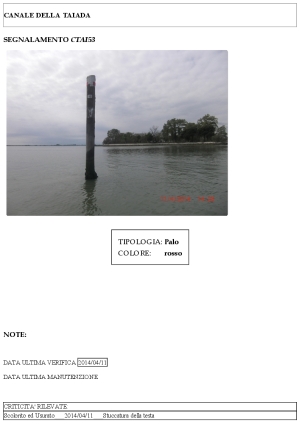 CANALE DELLA TAIADA
SEGNALAMENTO CTAI53
TIPOLOGIA: Palo
COLORE: rosso
NOTE:
DATA ULTIMA VERIFICA 2014/04/11
DATA ULTIMA MANUTENZIONE
CRITICITA' RILEVATE
Scolorito ed Usurato 2014/04/11 Stuccatura della testa